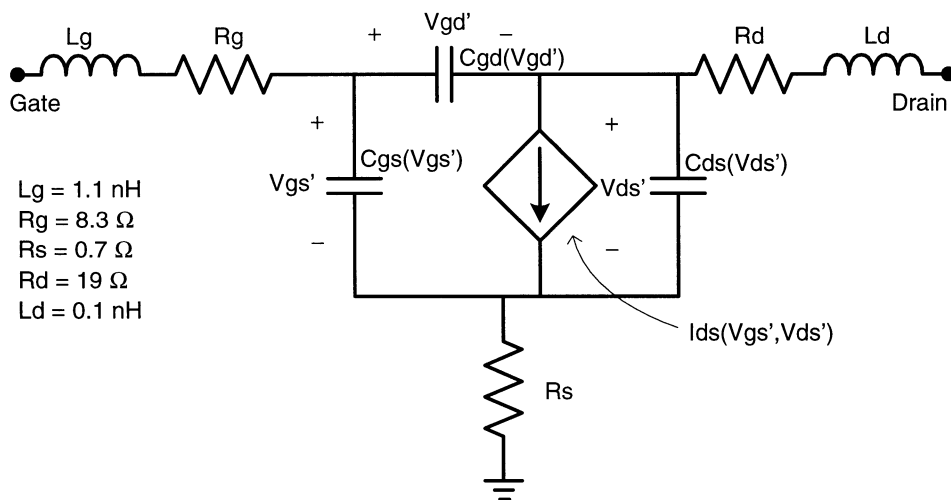 Vgd'
Lg
Rg
+
−
Rd
Ld
Cgd(Vgd')
Gate
Drain
+
+
Cgs(Vgs')
Cds(Vds')
Vgs'
Vds'
Lg = 1.1 nH
Rg = 8.3 Ω
Rs = 0.7 Ω
Rd = 19 Ω
Ld = 0.1 nH
−
−
Ids(Vgs',Vds')
Rs